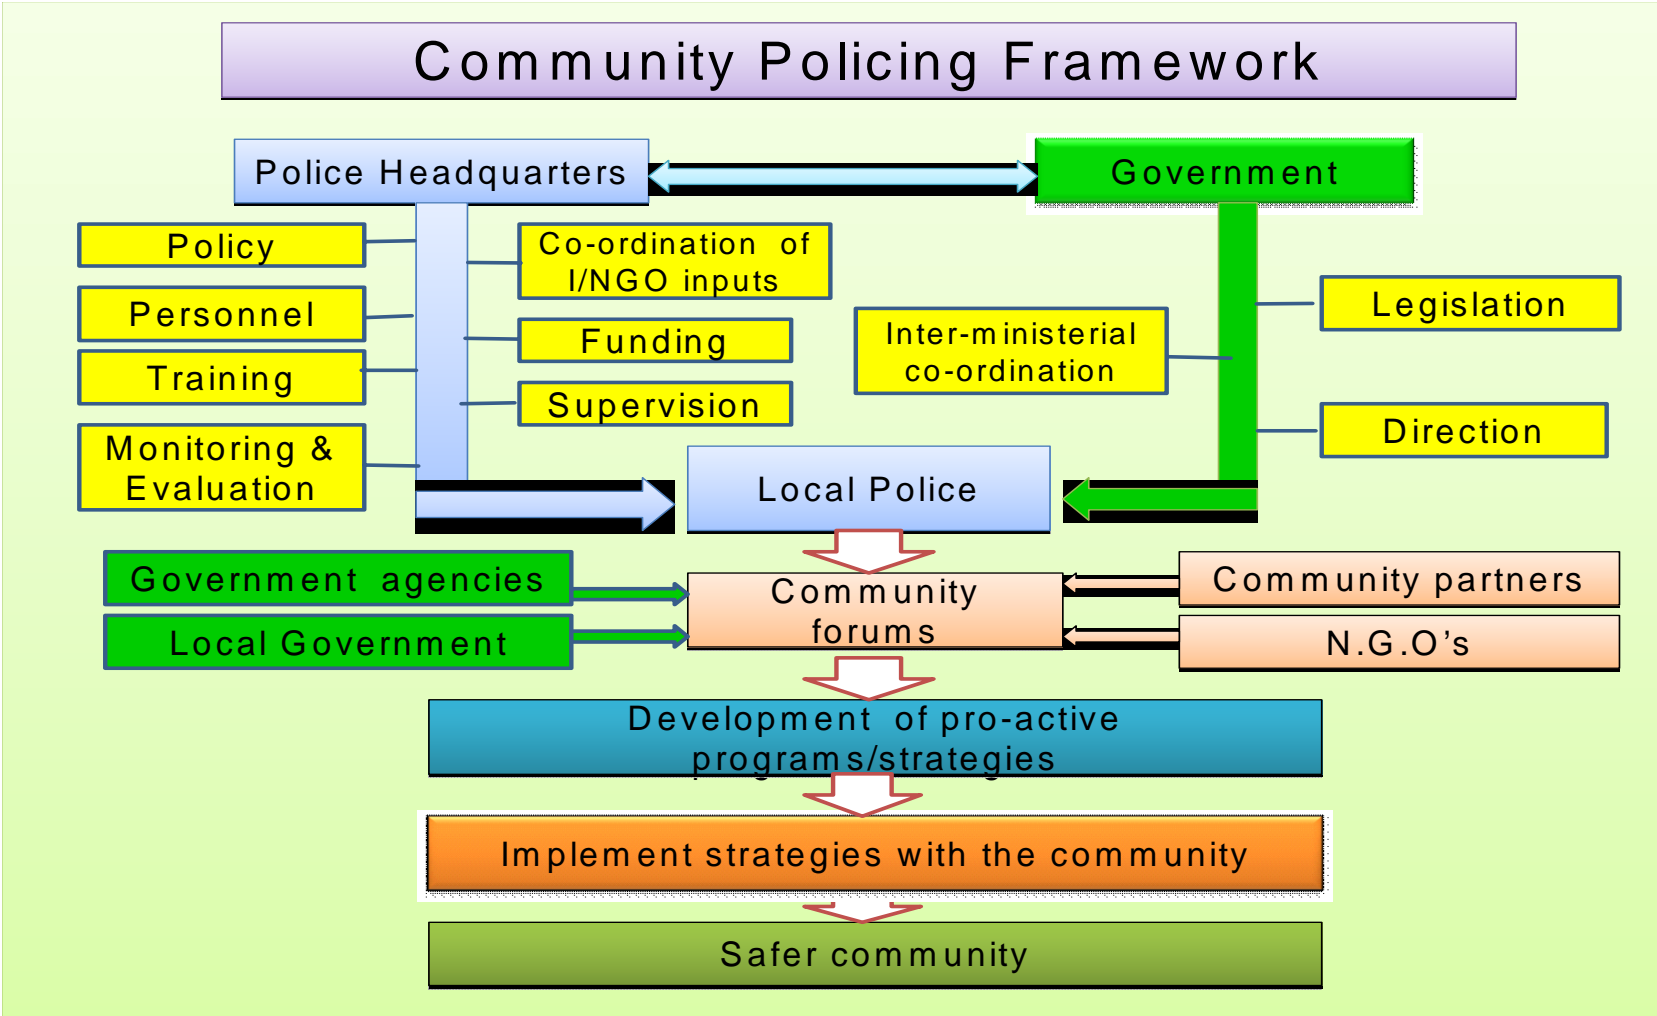 Community Policing Framework
Police Headquarters
Government
Policy
Co-ordination of
I/NGO inputs
Personnel
Legislation
Funding
Inter-ministerial
co-ordination
Training
Supervision
Direction
Monitoring &
Evaluation
Local Police
Government agencies
Community
forums
Community partners
Local Government
N.G.O’s
Development of pro-active
programs/strategies
Implement strategies with the community
Safer community